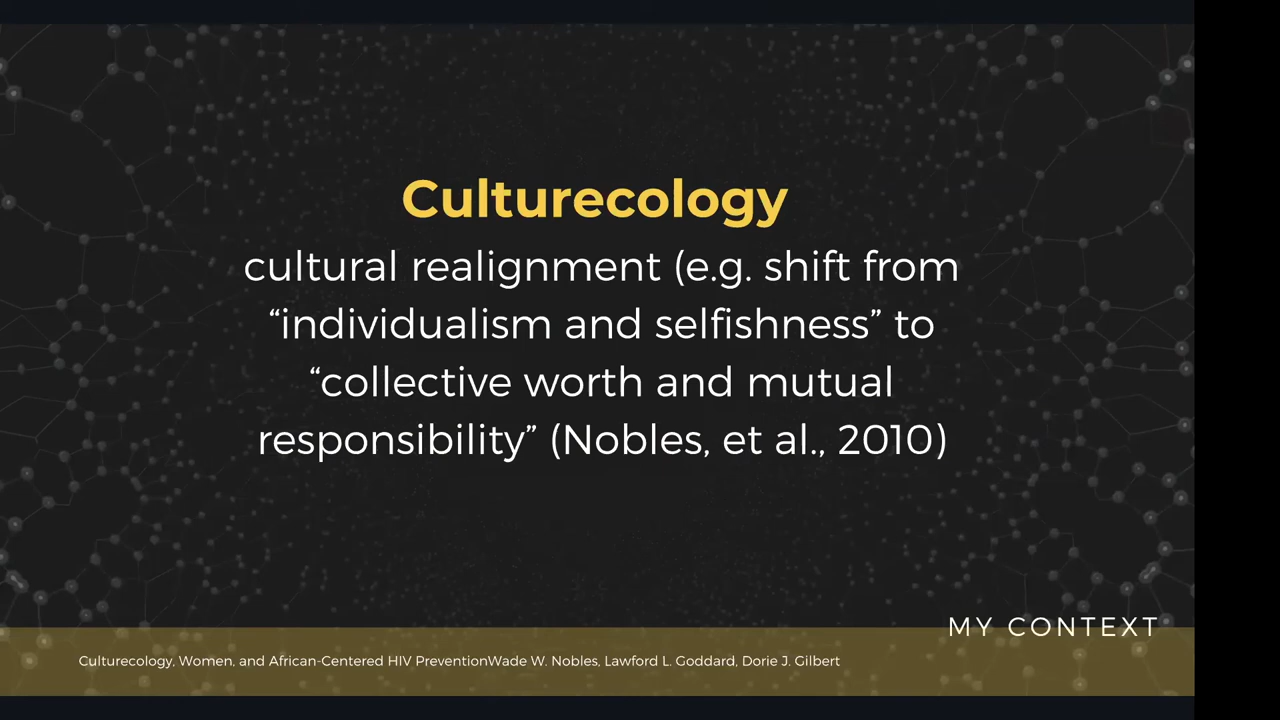 Culturecology
cultural realignment (e.g. shift from
“individualism and selfishness” to
“collective worth and mutual
responsibility” (Nobles, et al., 2010)
MY CONTEXT
Culturecology, Women, and African-Centered HIV PreventionWade W. Nobles, Lawford L. Goddard, Dorie J. Gilbert